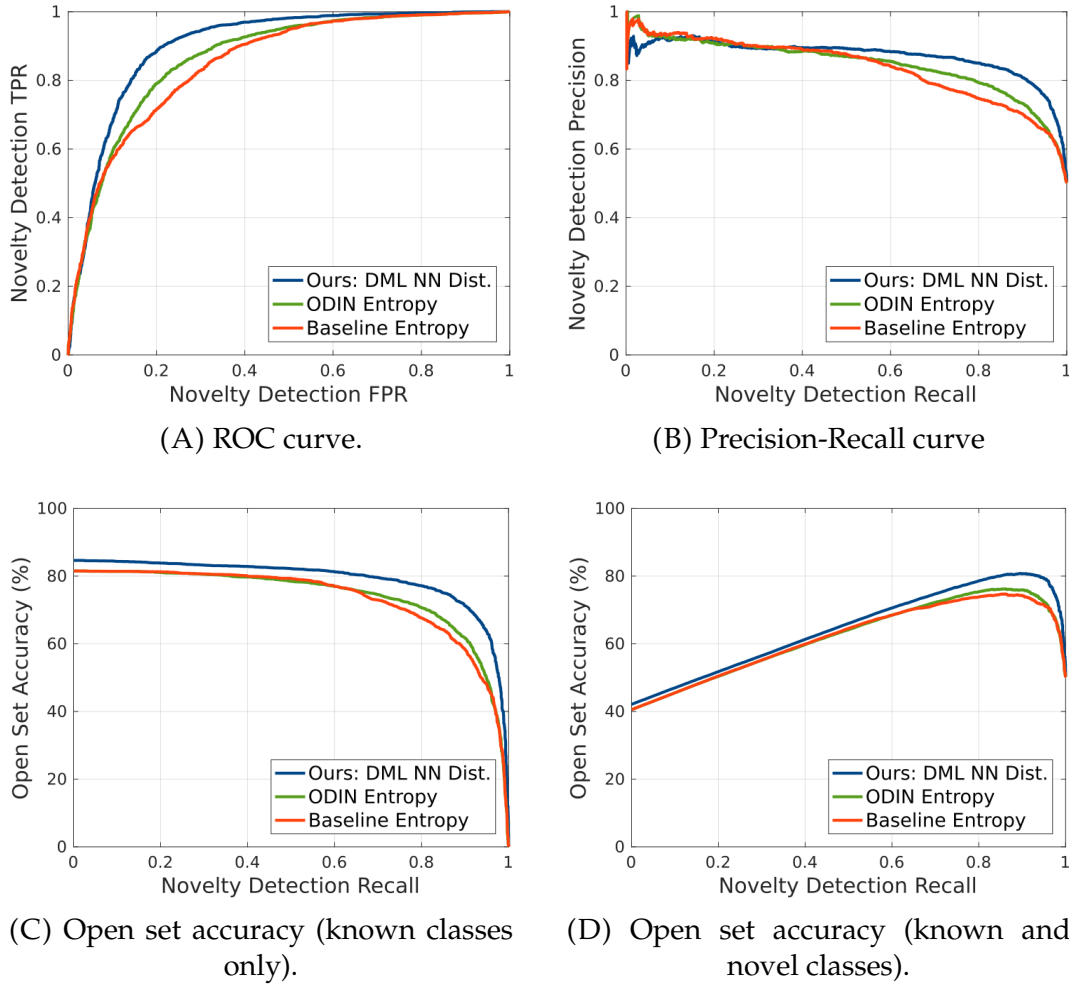 1
0.8
0.6
0.4
0.2
0
0 0.2 0.4 0.6 0.8 1
Novelty Detection TPR
Novelty Detection FPR
Ours: DML NN Dist.
ODIN Entropy
Baseline Entropy
(A) ROC curve.
1
0.8
0.6
0.4
0.2
0
0 0.2 0.4 0.6 0.8 1
Novelty Detection Precision
Novelty Detection Recall
Ours: DML NN Dist.
ODIN Entropy
Baseline Entropy
(B) Precision-Recall curve
100
80
60
40
20
0
0 0.2 0.4 0.6 0.8 1
Open Set Accuracy (%)
Novelty Detection Recall
Ours: DML NN Dist.
ODIN Entropy
Baseline Entropy
(C) Open set accuracy (known classes
only).
100
80
60
40
20
0
0 0.2 0.4 0.6 0.8 1
Open Set Accuracy (%)
Novelty Detection Recall
Ours: DML NN Dist.
ODIN Entropy
Baseline Entropy
(D) Open set accuracy (known and
novel classes).